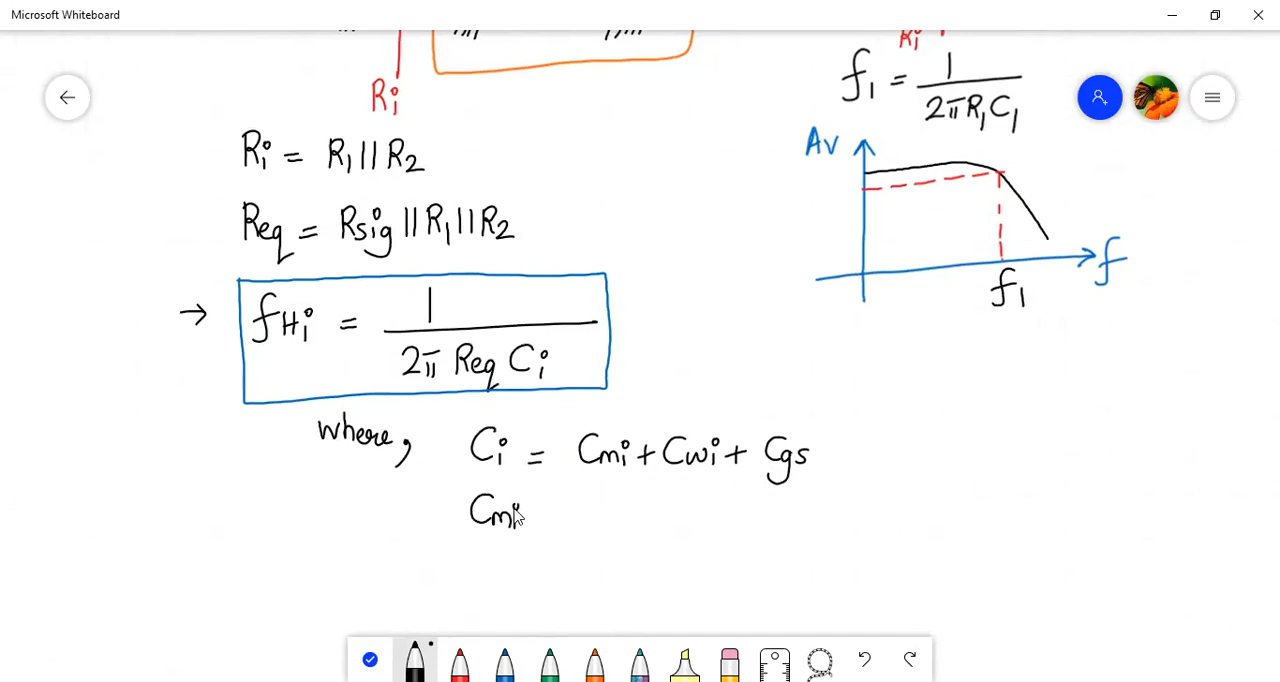 Microsoft Whiteboard
Ri
Ri = R1 || R2
Req = Rsig || R1 || R2
→ fHi = 1 / 2π Req Ci
where, Ci = Cmi + Cwi + Cgs
Cmi
Ri
f1 = 1 / 2π R1 C1
Av
f
f1